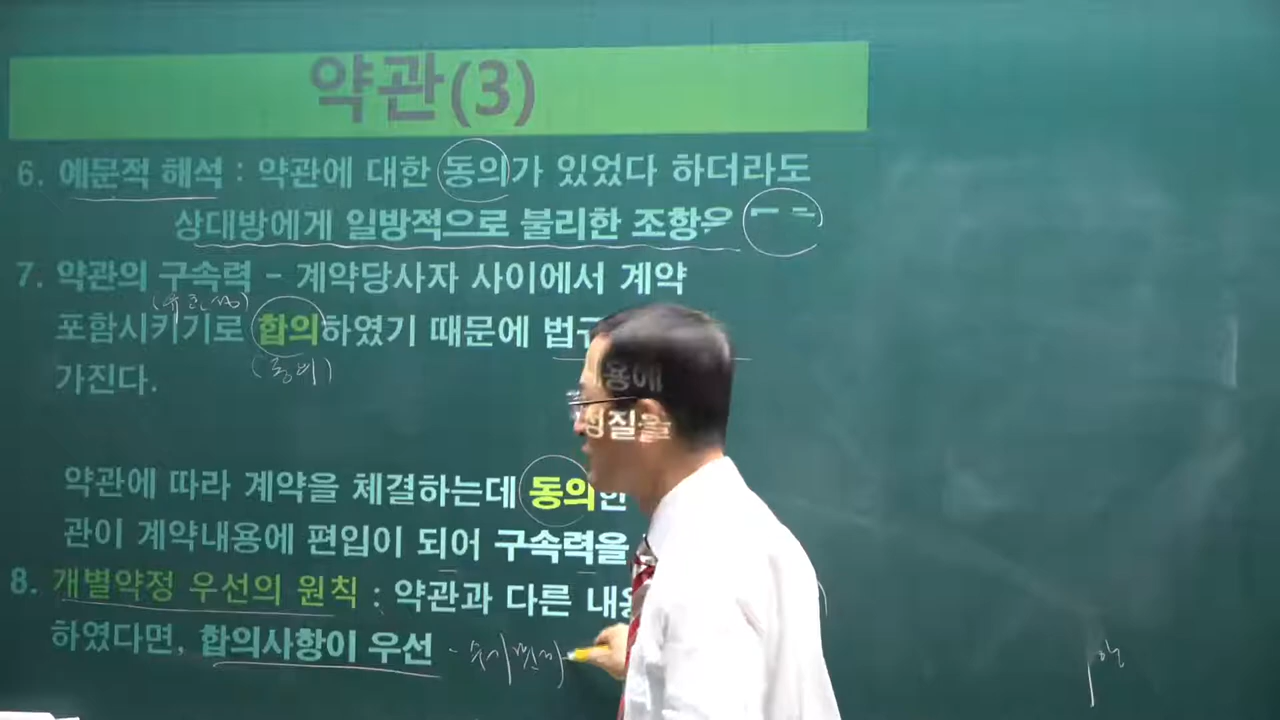 약관(3)
6. 예문적 해석 : 약관에 대한 동의가 있었다 하더라도
상대방에게 일방적으로 불리한 조항은
7. 약관의 구속력 - 계약당사자 사이에서 계약
(유효성)
포함시키기로 합의하였기 때문에 법규
내용에
(동의)
가진다.
성질을
약관에 따라 계약을 체결하는데 동의한
관이 계약내용에 편입이 되어 구속력을
8. 개별약정 우선의 원칙 : 약관과 다른 내용
하였다면, 합의사항이 우선 -